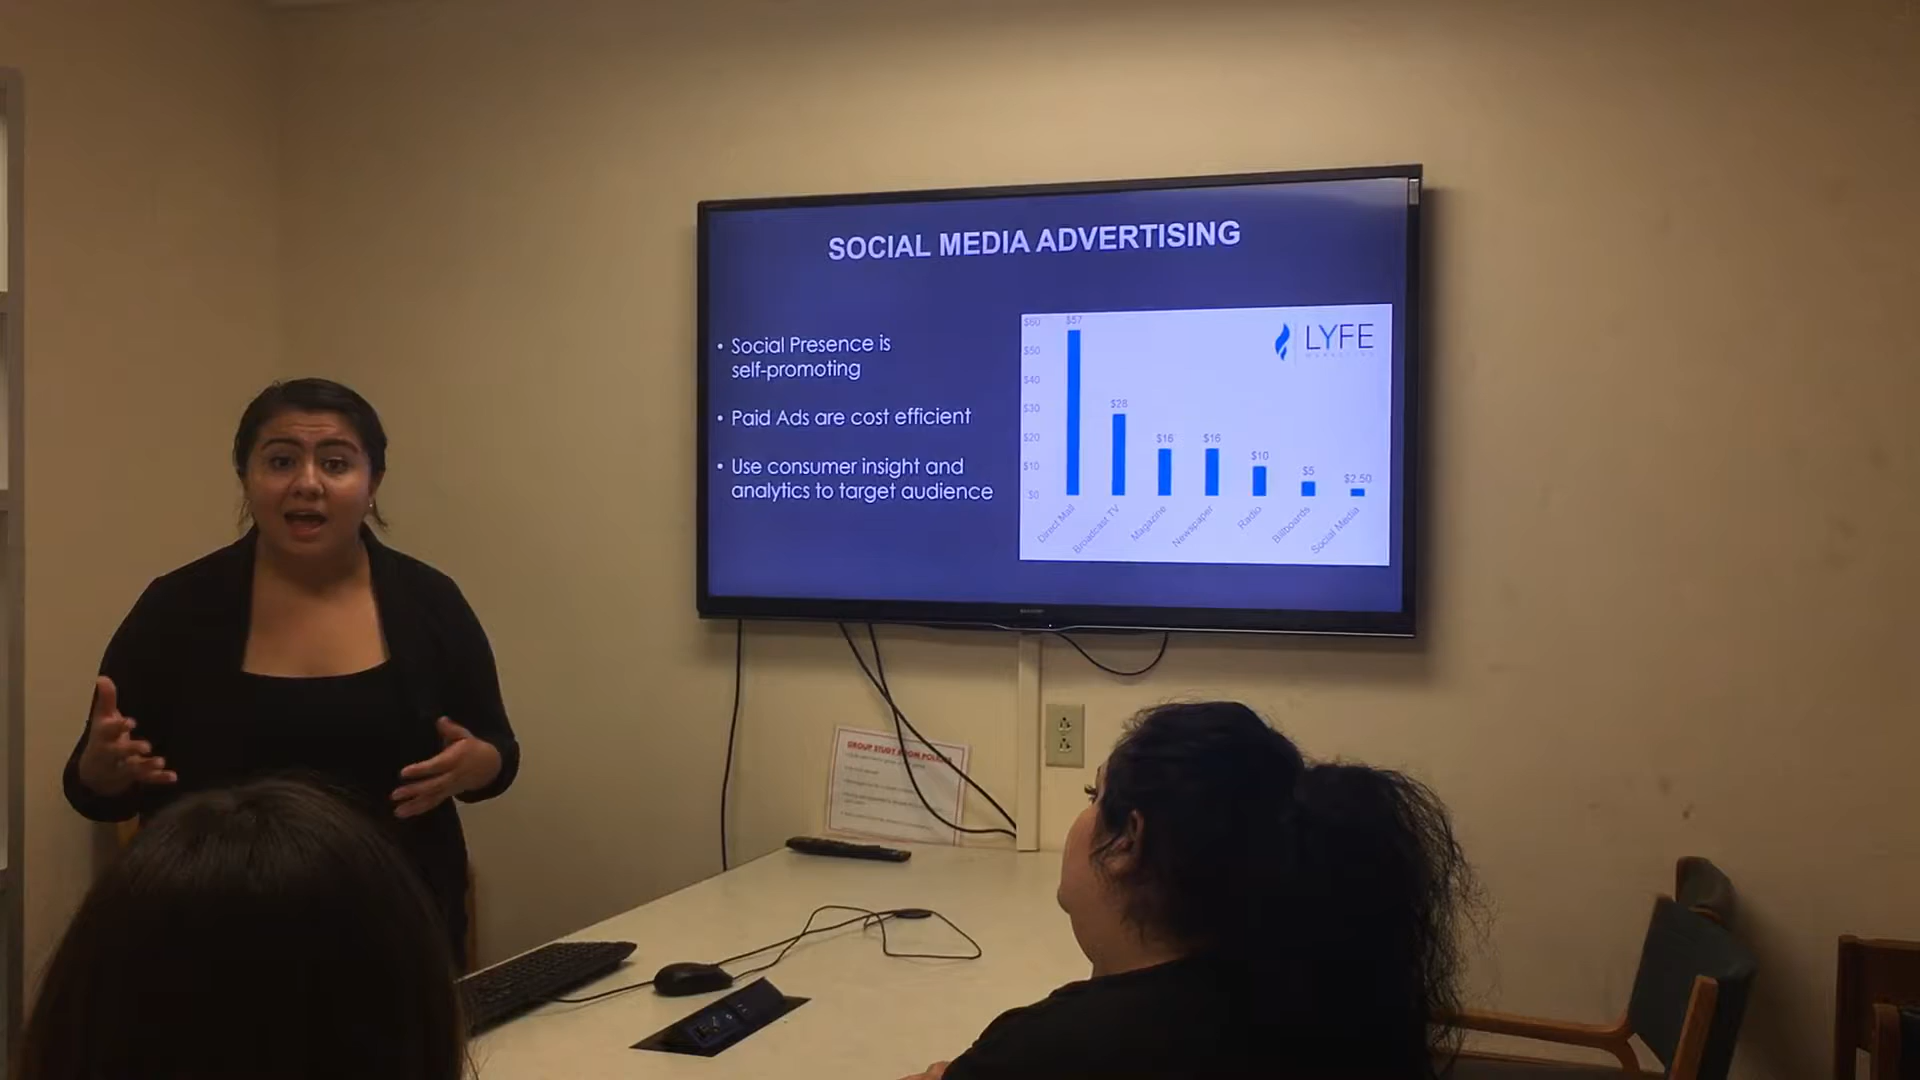 SOCIAL MEDIA ADVERTISING
• Social Presence is
self-promoting
• Paid Ads are cost efficient
• Use consumer insight and
analytics to target audience
LYFE
MARKETING
$60
$50
$40
$30
$20
$10
$0
$57
$28
$16
$16
$10
$5
$2.50
Direct Mail
Broadcast TV
Magazine
Newspaper
Radio
Billboards
Social Media
GROUP STUDY ROOM